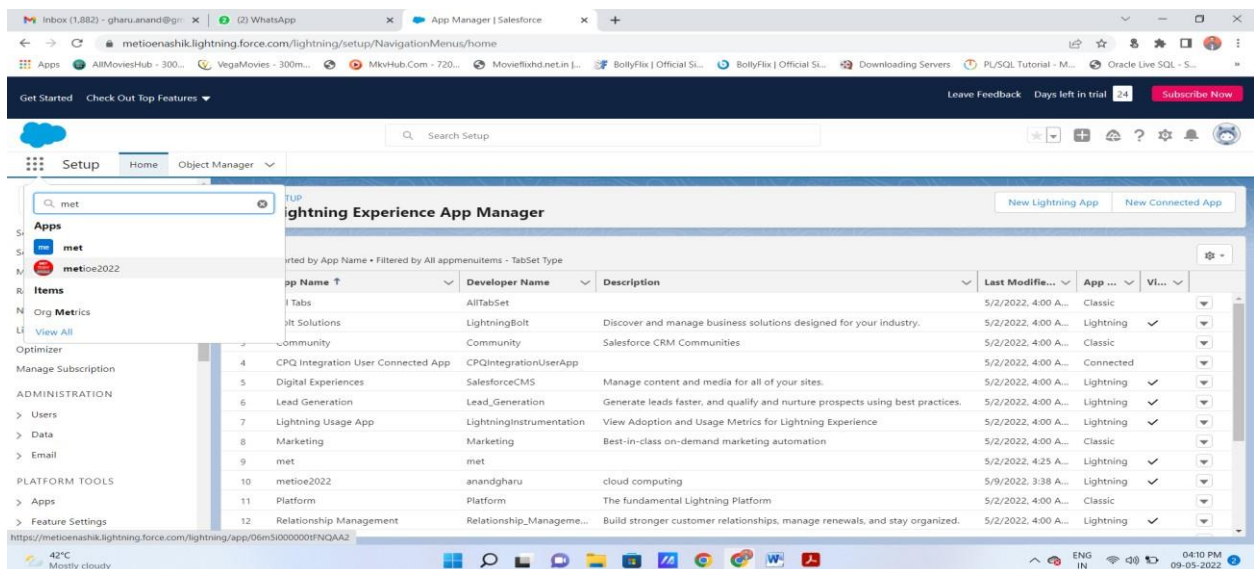 Inbox (1,882) - gharu.anand@gm
(2) WhatsApp
App Manager | Salesforce
metioenashik.lightning.force.com/lightning/setup/NavigationMenus/home
Apps AllMoviesHub - 300... VegaMovies - 300m... MkvHub.Com - 720... Movieflixhd.net.in |... BollyFlix | Official Si... BollyFlix | Official Si... Downloading Servers PL/SQL Tutorial - M... Oracle Live SQL - S... »
Get Started Check Out Top Features Leave Feedback Days left in trial 24 Subscribe Now
Search Setup
Setup Home Object Manager
met
Apps
me met
metioe2022
Items
Org Metrics
View All
Optimizer
Manage Subscription
ADMINISTRATION
> Users
> Data
> Email
PLATFORM TOOLS
> Apps
> Feature Settings
TUP
ightning Experience App Manager
New Lightning App New Connected App
rted by App Name • Filtered by All appmenuitems - TabSet Type
pp Name ↑ Developer Name Description Last Modifie... App ... Vi...
l Tabs AllTabSet 5/2/2022, 4:00 A... Classic
olt Solutions LightningBolt Discover and manage business solutions designed for your industry. 5/2/2022, 4:00 A... Lightning ✓
3 Community Community Salesforce CRM Communities 5/2/2022, 4:00 A... Classic
4 CPQ Integration User Connected App CPQIntegrationUserApp 5/2/2022, 4:00 A... Connected
5 Digital Experiences SalesforceCMS Manage content and media for all of your sites. 5/2/2022, 4:00 A... Lightning ✓
6 Lead Generation Lead_Generation Generate leads faster, and qualify and nurture prospects using best practices. 5/2/2022, 4:00 A... Lightning ✓
7 Lightning Usage App LightningInstrumentation View Adoption and Usage Metrics for Lightning Experience 5/2/2022, 4:00 A... Lightning ✓
8 Marketing Marketing Best-in-class on-demand marketing automation 5/2/2022, 4:00 A... Classic
9 met met 5/2/2022, 4:25 A... Lightning ✓
10 metioe2022 anandgharu cloud computing 5/9/2022, 3:38 A... Lightning ✓
11 Platform Platform The fundamental Lightning Platform 5/2/2022, 4:00 A... Classic
12 Relationship Management Relationship_Manageme... Build stronger customer relationships, manage renewals, and stay organized. 5/2/2022, 4:00 A... Lightning ✓
42°C
Mostly cloudy
ENG
IN
04:10 PM
09-05-2022
2